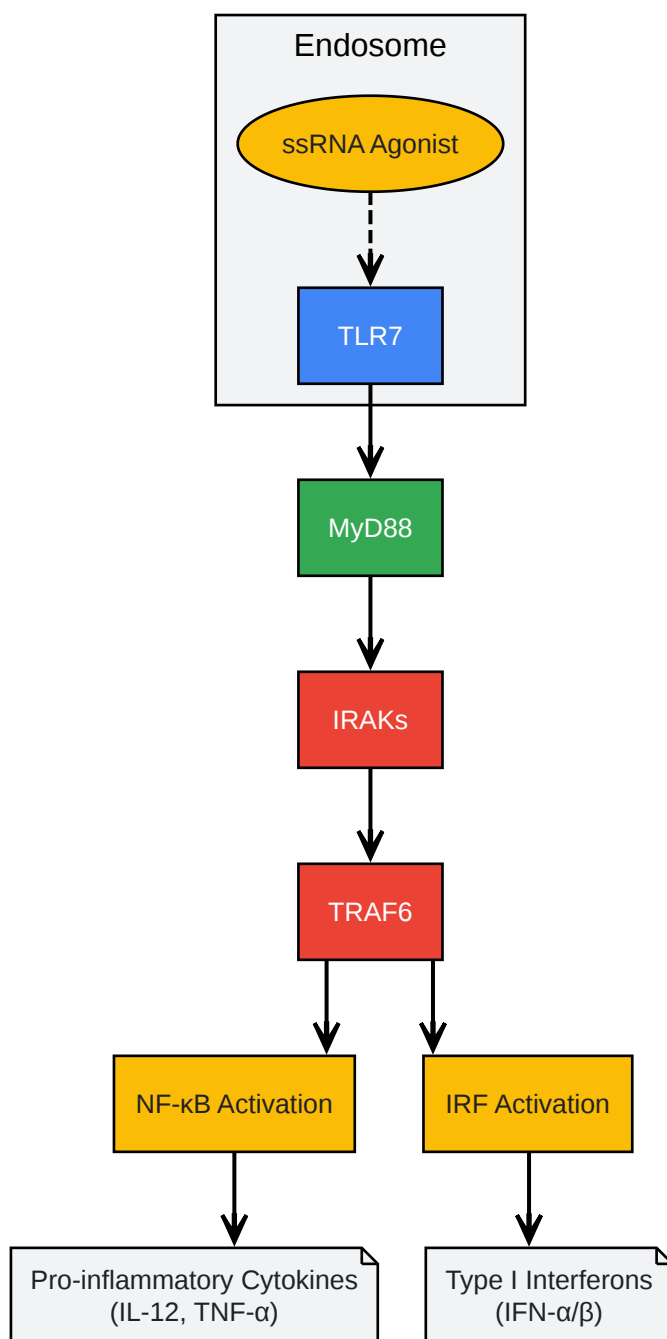 Endosome
ssRNA Agonist
TLR7
MyD88
IRAKs
TRAF6
NF-κB Activation
IRF Activation
Pro-inflammatory Cytokines
(IL-12, TNF-α)
Type I Interferons
(IFN-α/β)